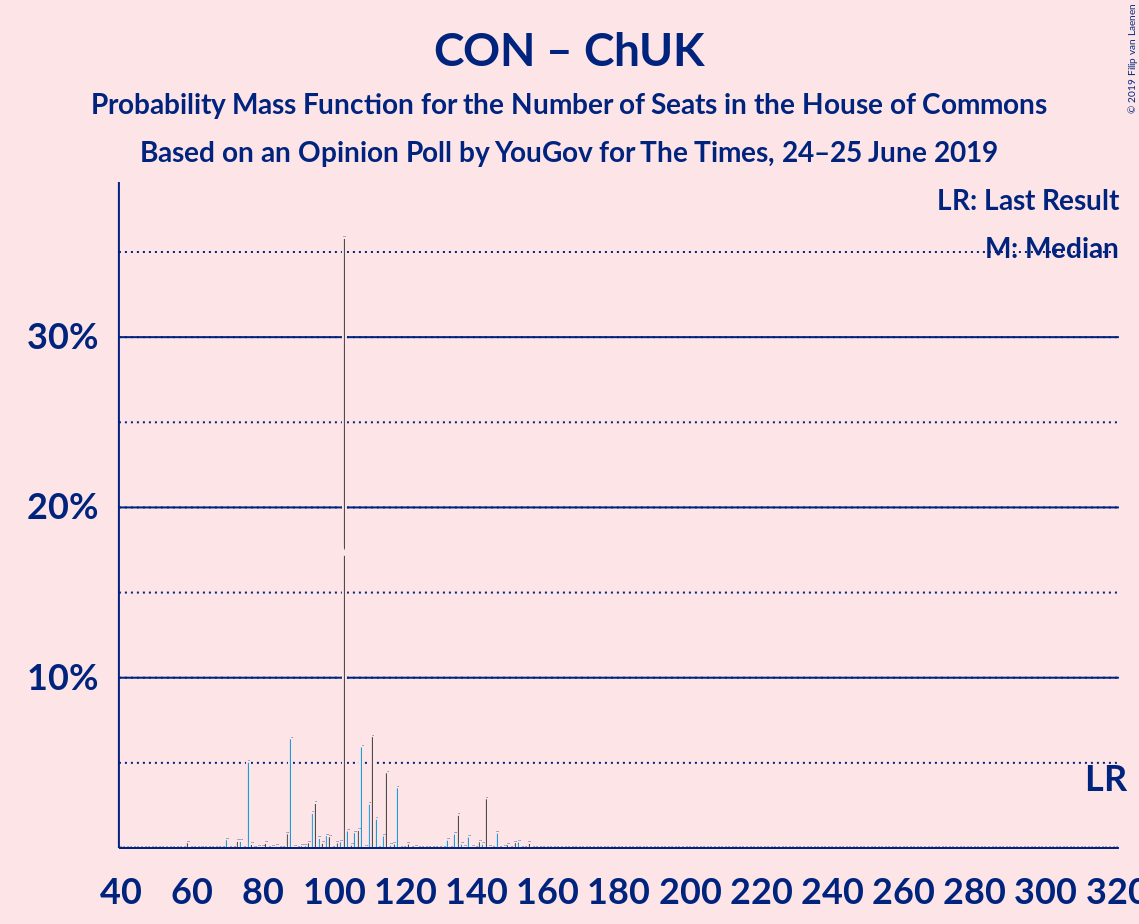 CON – ChUK
Probability Mass Function for the Number of Seats in the House of Commons
Based on an Opinion Poll by YouGov for The Times, 24–25 June 2019
© 2019 Filip van Laenen
LR: Last Result
M: Median
30%
20%
10%
LR
40 60 80 100 120 140 160 180 200 220 240 260 280 300 320